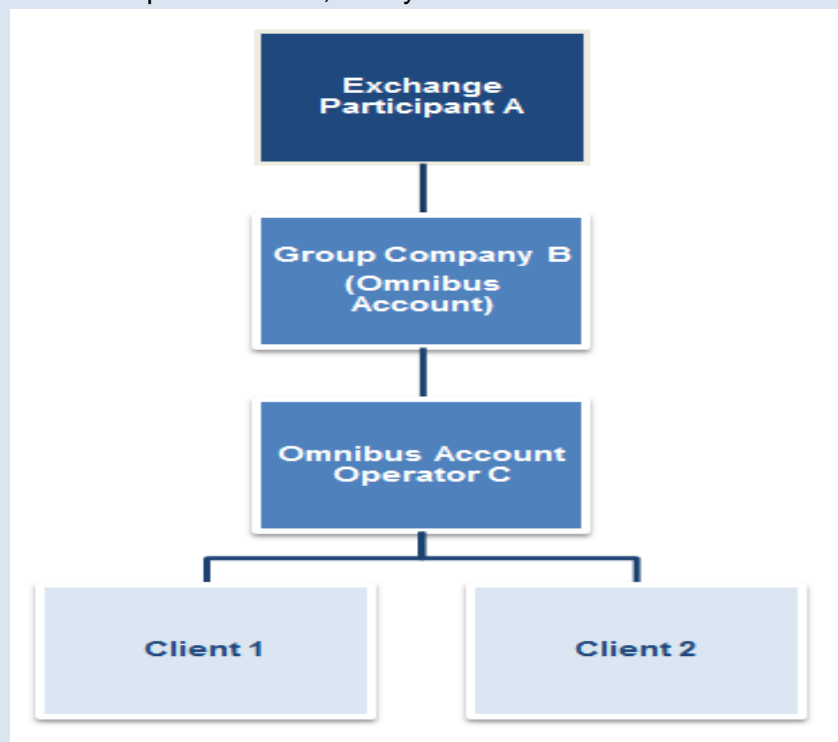 Exchange
Participant A
Group Company B
(Omnibus
Account)
Omnibus Account
Operator C
Client 1
Client 2